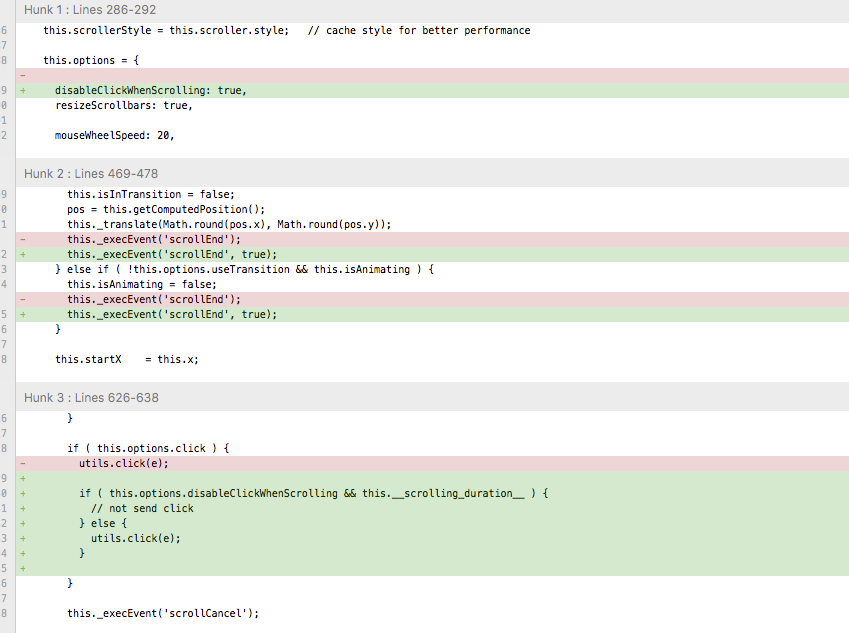 Hunk 1 : Lines 286-292
6 this.scrollerStyle = this.scroller.style;   // cache style for better performance
7
8 this.options = {
-
9 + disableClickWhenScrolling: true,
0 resizeScrollbars: true,
1
2 mouseWheelSpeed: 20,
Hunk 2 : Lines 469-478
9 this.isInTransition = false;
0 pos = this.getComputedPosition();
1 this._translate(Math.round(pos.x), Math.round(pos.y));
- this._execEvent('scrollEnd');
2 + this._execEvent('scrollEnd', true);
3 } else if ( !this.options.useTransition && this.isAnimating ) {
4 this.isAnimating = false;
- this._execEvent('scrollEnd');
5 + this._execEvent('scrollEnd', true);
6 }
7
8 this.startX    = this.x;
Hunk 3 : Lines 626-638
6 }
7
8 if ( this.options.click ) {
- utils.click(e);
9 +
0 + if ( this.options.disableClickWhenScrolling && this.__scrolling_duration__ ) {
1 + // not send click
2 + } else {
3 + utils.click(e);
4 + }
5 +
6 }
7
8 this._execEvent('scrollCancel');